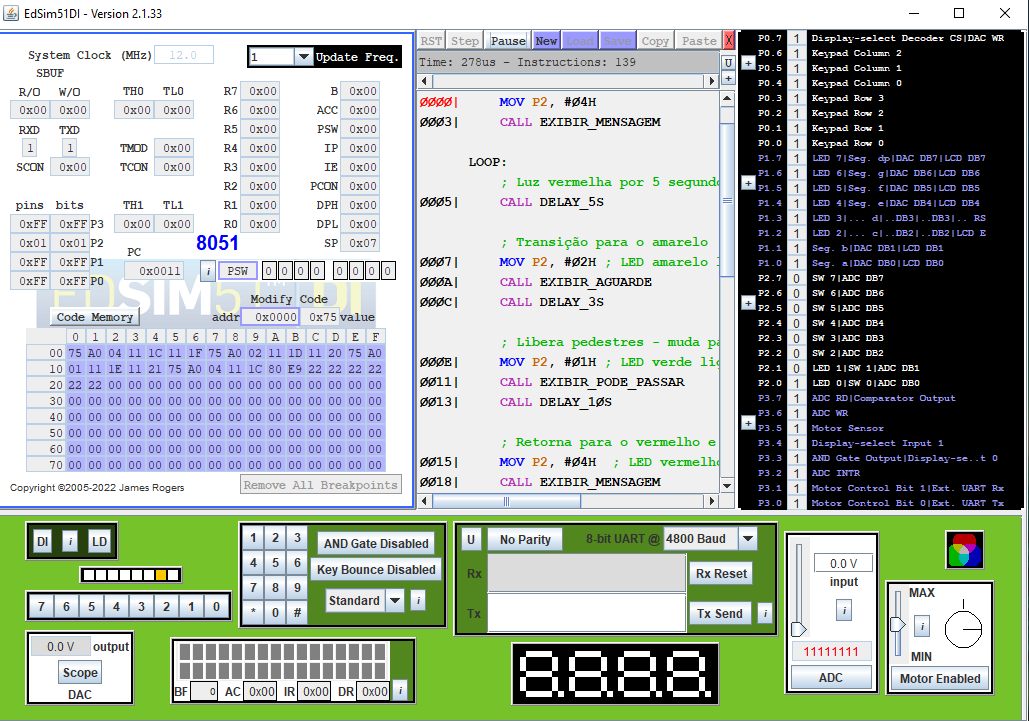 EdSim51DI - Version 2.1.33
System Clock (MHz) 12.0 1 Update Freq.
SBUF
R/O W/O TH0 TL0 R7 0x00 B 0x00
0x00 0x00 0x00 0x00 R6 0x00 ACC 0x00
RXD TXD R5 0x00 PSW 0x00
1 1 TMOD 0x00 R4 0x00 IP 0x00
SCON 0x00 TCON 0x00 R3 0x00 IE 0x00
R2 0x00 PCON 0x00
pins bits TH1 TL1 R1 0x00 DPH 0x00
0xFF 0xFF P3 0x00 0x00 R0 0x00 DPL 0x00
0x01 0x01 P2 8051 SP 0x07
0xFF 0xFF P1 PC
0xFF 0xFF P0 0x0011 i PSW 0 0 0 0 0 0 0 0
EdSIM51DI
Modify Code
Code Memory addr 0x0000 0x75 value
0 1 2 3 4 5 6 7 8 9 A B C D E F
00 75 A0 04 11 1C 11 1F 75 A0 02 11 1D 11 20 75 A0
10 01 11 1E 11 21 75 A0 04 11 1C 80 E9 22 22 22 22
20 22 22 00 00 00 00 00 00 00 00 00 00 00 00 00 00
30 00 00 00 00 00 00 00 00 00 00 00 00 00 00 00 00
40 00 00 00 00 00 00 00 00 00 00 00 00 00 00 00 00
50 00 00 00 00 00 00 00 00 00 00 00 00 00 00 00 00
60 00 00 00 00 00 00 00 00 00 00 00 00 00 00 00 00
70 00 00 00 00 00 00 00 00 00 00 00 00 00 00 00 00
Copyright ©2005-2022 James Rogers Remove All Breakpoints
RST Step Pause New Load Save Copy Paste X
Time: 278us - Instructions: 139 U
+
0000| MOV P2, #04H
0003| CALL EXIBIR_MENSAGEM
LOOP:
; Luz vermelha por 5 segundo
0005| CALL DELAY_5S
; Transição para o amarelo
0007| MOV P2, #02H ; LED amarelo l
000A| CALL EXIBIR_AGUARDE
000C| CALL DELAY_3S
; Libera pedestres - muda pa
000E| MOV P2, #01H ; LED verde lig
0011| CALL EXIBIR_PODE_PASSAR
0013| CALL DELAY_10S
; Retorna para o vermelho e
0015| MOV P2, #04H ; LED vermelho
0018| CALL EXIBIR_MENSAGEM
P0.7 1 Display-select Decoder CS|DAC WR
P0.6 1 Keypad Column 2
P0.5 1 Keypad Column 1
P0.4 1 Keypad Column 0
P0.3 1 Keypad Row 3
P0.2 1 Keypad Row 2
P0.1 1 Keypad Row 1
P0.0 1 Keypad Row 0
P1.7 1 LED 7|Seg. dp|DAC DB7|LCD DB7
P1.6 1 LED 6|Seg. g|DAC DB6|LCD DB6
P1.5 1 LED 5|Seg. f|DAC DB5|LCD DB5
P1.4 1 LED 4|Seg. e|DAC DB4|LCD DB4
P1.3 1 LED 3|... d|..DB3|..DB3|.. RS
P1.2 1 LED 2|... c|..DB2|..DB2|LCD E
P1.1 1 Seg. b|DAC DB1|LCD DB1
P1.0 1 Seg. a|DAC DB0|LCD DB0
P2.7 0 SW 7|ADC DB7
P2.6 0 SW 6|ADC DB6
P2.5 0 SW 5|ADC DB5
P2.4 0 SW 4|ADC DB4
P2.3 0 SW 3|ADC DB3
P2.2 0 SW 2|ADC DB2
P2.1 0 LED 1|SW 1|ADC DB1
P2.0 1 LED 0|SW 0|ADC DB0
P3.7 1 ADC RD|Comparator Output
P3.6 1 ADC WR
P3.5 1 Motor Sensor
P3.4 1 Display-select Input 1
P3.3 1 AND Gate Output|Display-se..t 0
P3.2 1 ADC INTR
P3.1 1 Motor Control Bit 1|Ext. UART Rx
P3.0 1 Motor Control Bit 0|Ext. UART Tx
DI i LD
7 6 5 4 3 2 1 0
0.0 V output
Scope
DAC
1 2 3 AND Gate Disabled
4 5 6 Key Bounce Disabled
7 8 9 Standard i
* 0 #
BF 0 AC 0x00 IR 0x00 DR 0x00 i
U No Parity 8-bit UART @ 4800 Baud
Rx Rx Reset
Tx Tx Send i
8.8.8.8.
0.0 V
input
i
11111111
ADC
MAX
i
MIN
Motor Enabled